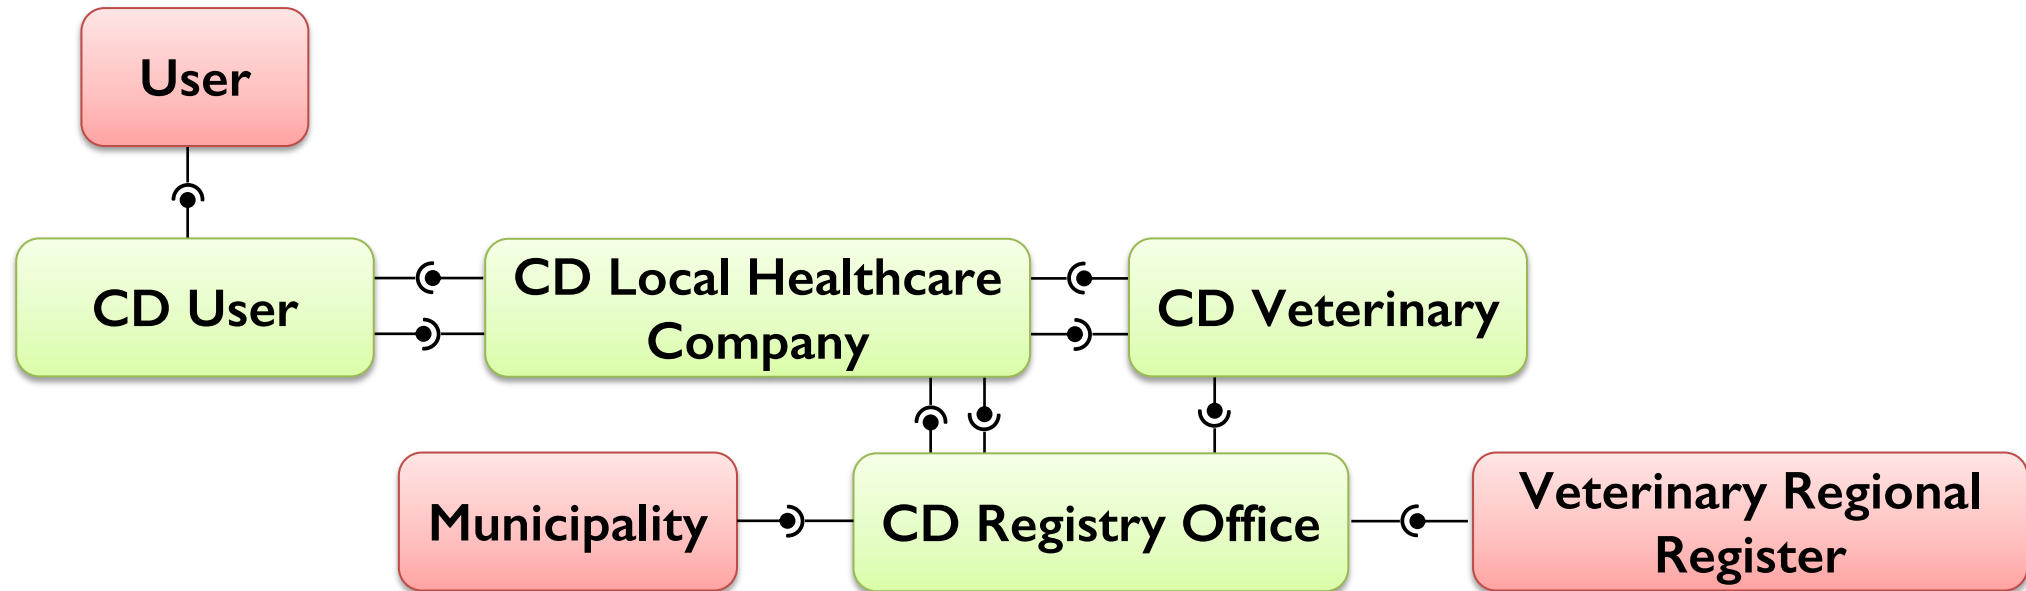 User
CD User
CD Local Healthcare
Company
CD Veterinary
Municipality
CD Registry Office
Veterinary Regional
Register